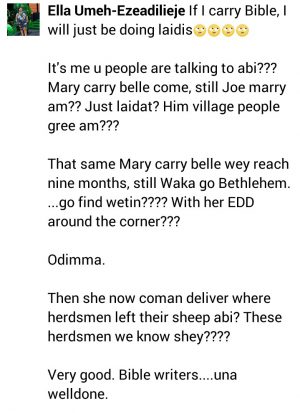 Ella Umeh-Ezeadilieje If I carry Bible, I
will just be doing laidis🙄🙄🙄🙄
It's me u people are talking to abi???
Mary carry belle come, still Joe marry
am?? Just laidat? Him village people
gree am???
That same Mary carry belle wey reach
nine months, still Waka go Bethlehem.
...go find wetin???? With her EDD
around the corner???
Odimma.
Then she now coman deliver where
herdsmen left their sheep abi? These
herdsmen we know shey????
Very good. Bible writers....una
welldone.